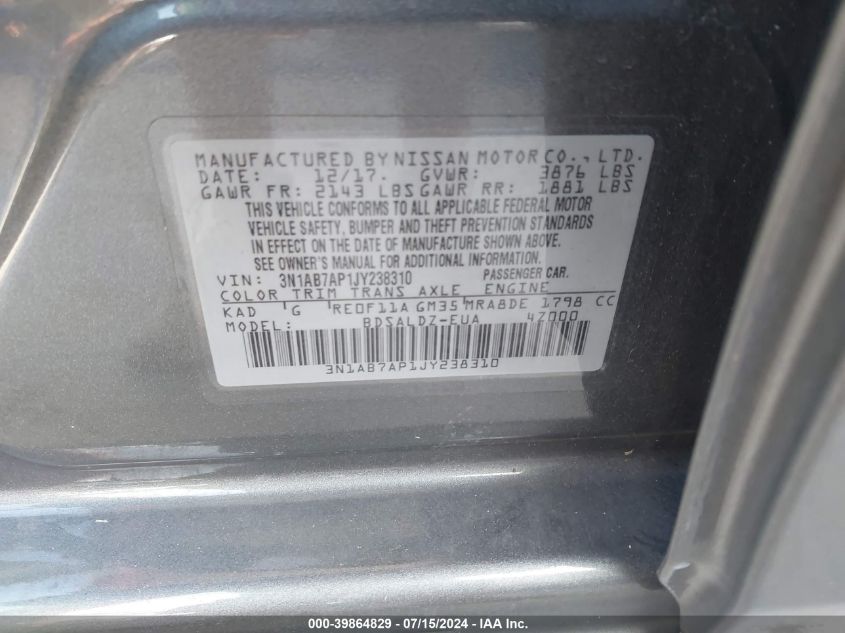 MANUFACTURED BY NISSAN MOTOR CO., LTD.
DATE: 12/17. GVWR: 3876 LBS
GAWR FR: 2143 LBS GAWR RR: 1881 LBS
THIS VEHICLE CONFORMS TO ALL APPLICABLE FEDERAL MOTOR
VEHICLE SAFETY, BUMPER AND THEFT PREVENTION STANDARDS
IN EFFECT ON THE DATE OF MANUFACTURE SHOWN ABOVE.
SEE OWNER'S MANUAL FOR ADDITIONAL INFORMATION.
VIN: 3N1AB7AP1JY238310 PASSENGER CAR.
COLOR TRIM TRANS AXLE ENGINE
KAD G RE0F11A GM35 MRA8DE 1798 CC
MODEL: BDSALDZ-EUA 4Z000
3N1AB7AP1JY238310
000-39864829 - 07/15/2024 - IAA Inc.